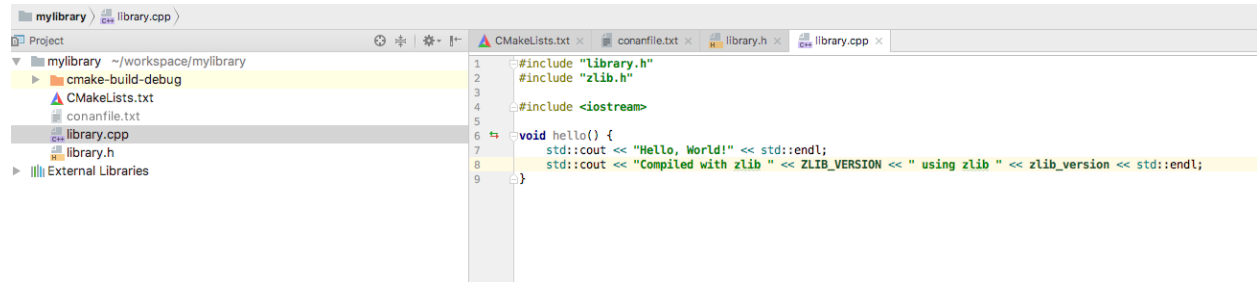 mylibrary library.cpp
Project
mylibrary ~/workspace/mylibrary
cmake-build-debug
CMakeLists.txt
conanfile.txt
library.cpp
library.h
External Libraries
CMakeLists.txt conanfile.txt library.h library.cpp
1 #include "library.h"
2 #include "zlib.h"
3
4 #include <iostream>
5
6 void hello() {
7 std::cout << "Hello, World!" << std::endl;
8 std::cout << "Compiled with zlib " << ZLIB_VERSION << " using zlib " << zlib_version << std::endl;
9 }